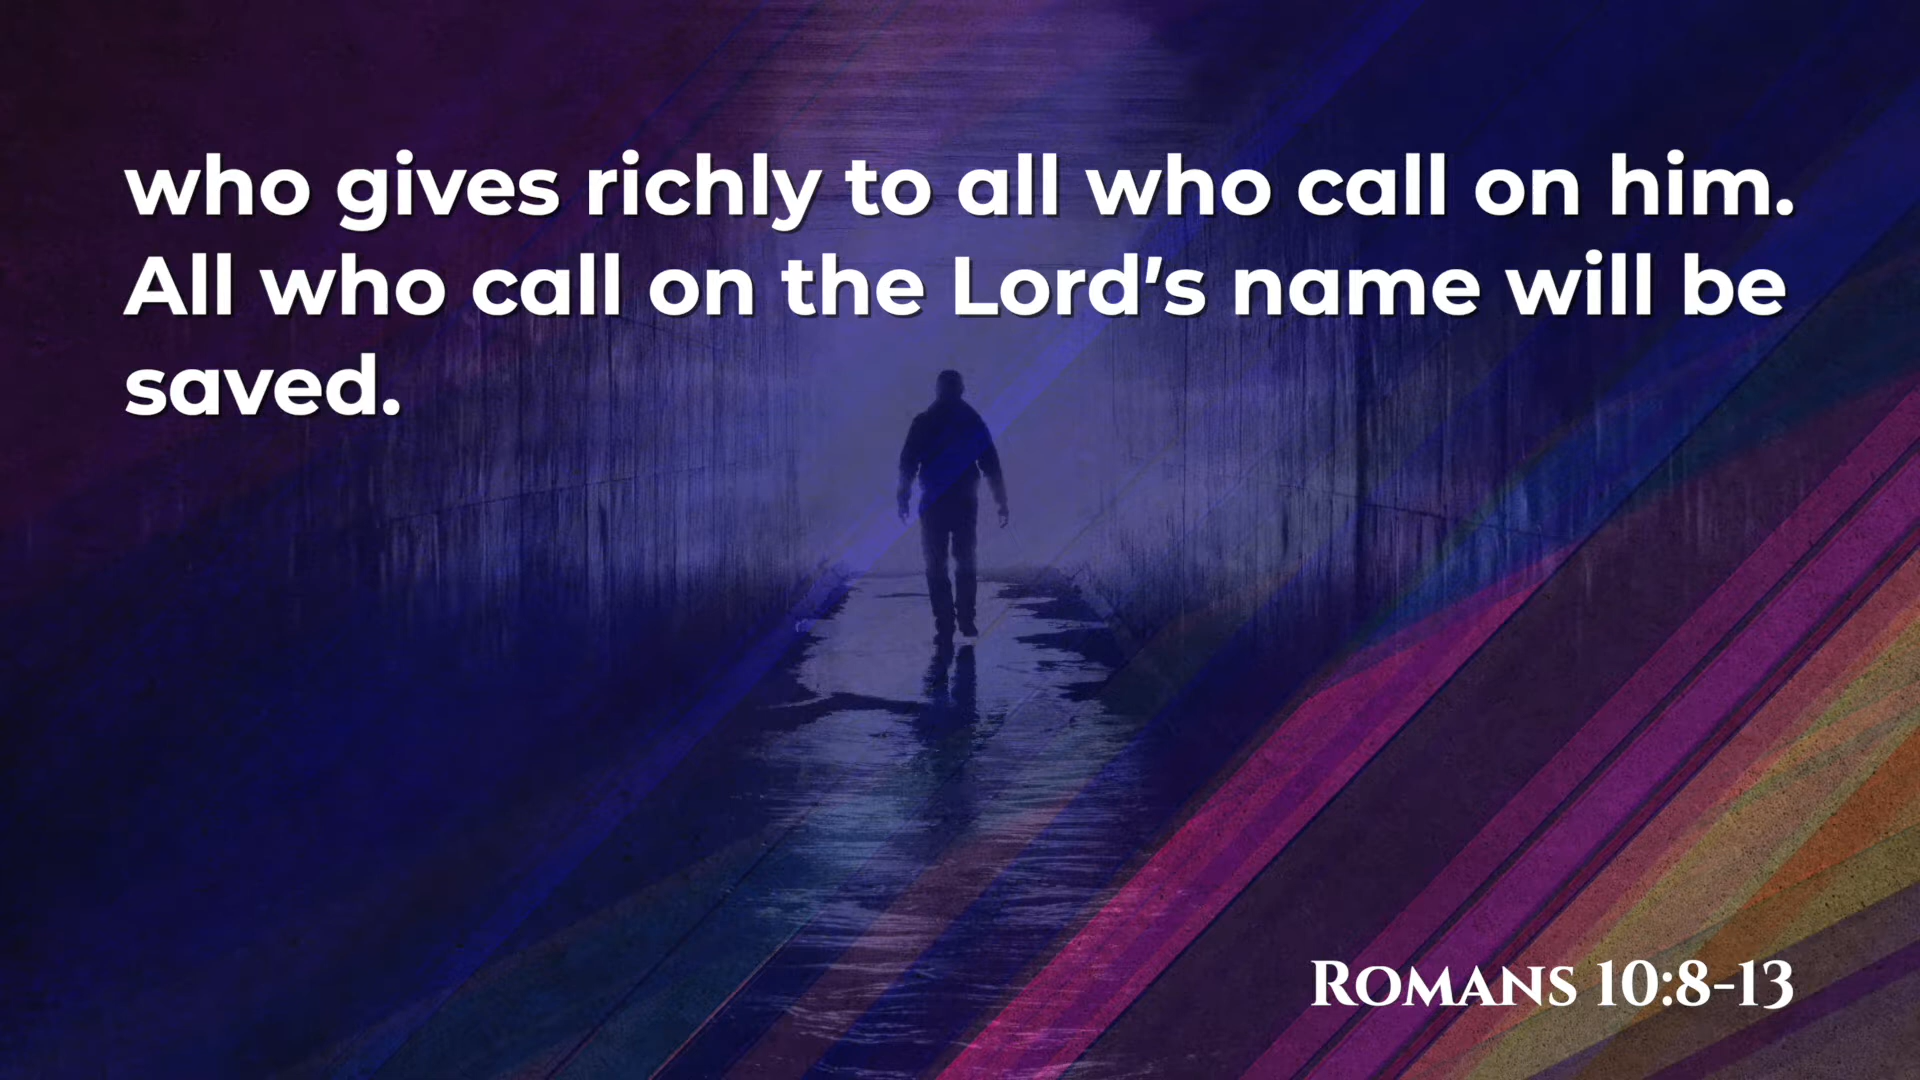 who gives richly to all who call on him.
All who call on the Lord’s name will be
saved.
Romans 10:8-13